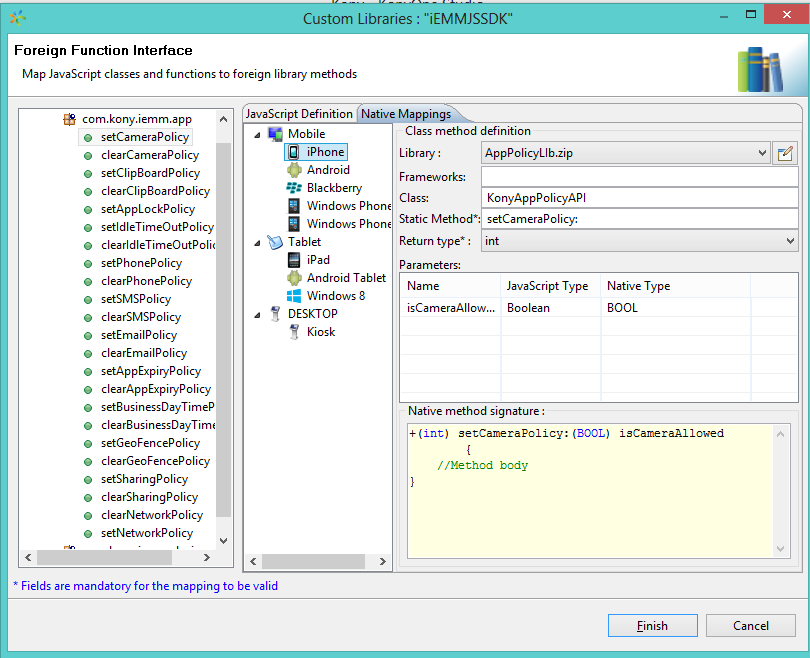 Custom Libraries : "iEMMJSSDK"
Foreign Function Interface
Map JavaScript classes and functions to foreign library methods
com.kony.iemm.app
setCameraPolicy
clearCameraPolicy
setClipBoardPolicy
clearClipBoardPolicy
setAppLockPolicy
setIdleTimeOutPolicy
clearIdleTimeOutPolic
setPhonePolicy
clearPhonePolicy
setSMSPolicy
clearSMSPolicy
setEmailPolicy
clearEmailPolicy
setAppExpiryPolicy
clearAppExpiryPolicy
setBusinessDayTimeP
clearBusinessDayTime
setGeoFencePolicy
clearGeoFencePolicy
setSharingPolicy
clearSharingPolicy
clearNetworkPolicy
setNetworkPolicy
JavaScript Definition
Native Mappings
Mobile
iPhone
Android
Blackberry
Windows Phone
Windows Phone
Tablet
iPad
Android Tablet
Windows 8
DESKTOP
Kiosk
Class method definition
Library : AppPolicyLIb.zip
Frameworks:
Class: KonyAppPolicyAPI
Static Method*: setCameraPolicy:
Return type* : int
Parameters:
Name JavaScript Type Native Type
isCameraAllow... Boolean BOOL
Native method signature :
+(int) setCameraPolicy:(BOOL) isCameraAllowed
{
//Method body
}
* Fields are mandatory for the mapping to be valid
Finish Cancel